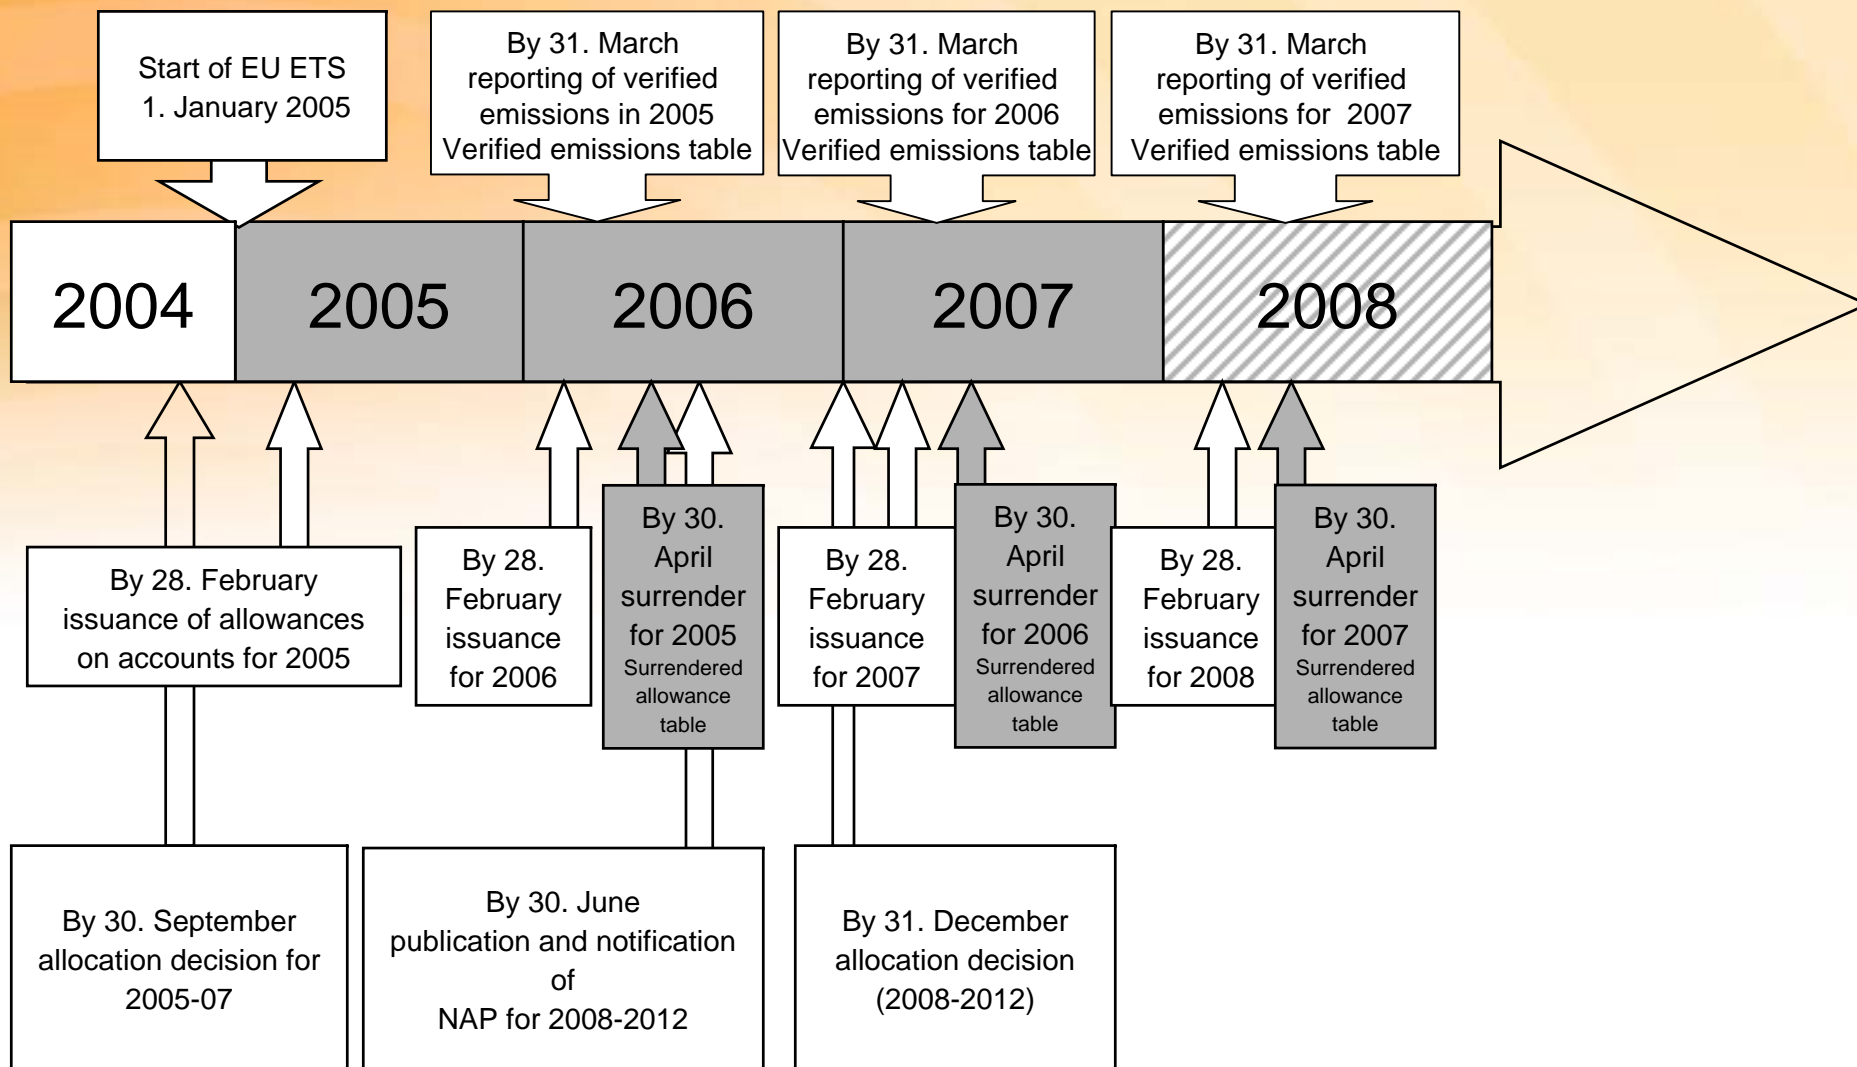 Start of EU ETS
1. January 2005
By 31. March
reporting of verified
emissions in 2005
Verified emissions table
By 31. March
reporting of verified
emissions for 2006
Verified emissions table
By 31. March
reporting of verified
emissions for 2007
Verified emissions table
2004
2005
2006
2007
2008
By 28. February
issuance of allowances
on accounts for 2005
By 28.
February
issuance
for 2006
By 30.
April
surrender
for 2005
Surrendered
allowance
table
By 28.
February
issuance
for 2007
By 30.
April
surrender
for 2006
Surrendered
allowance
table
By 28.
February
issuance
for 2008
By 30.
April
surrender
for 2007
Surrendered
allowance
table
By 30. September
allocation decision for
2005-07
By 30. June
publication and notification
of
NAP for 2008-2012
By 31. December
allocation decision
(2008-2012)